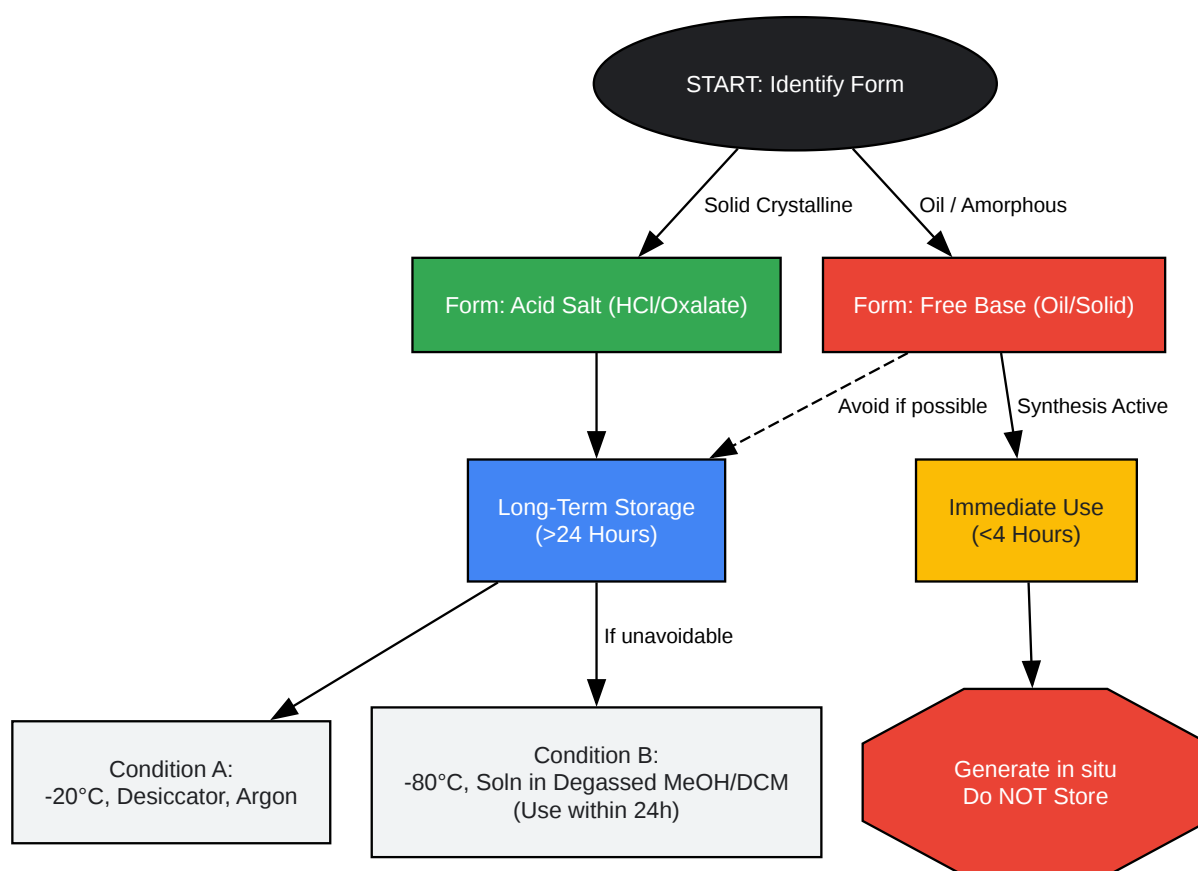 START: Identify Form
Solid Crystalline
Oil / Amorphous
Form: Acid Salt (HCl/Oxalate)
Form: Free Base (Oil/Solid)
Avoid if possible
Synthesis Active
Long-Term Storage
(>24 Hours)
Immediate Use
(<4 Hours)
If unavoidable
Condition A:
-20°C, Desiccator, Argon
Condition B:
-80°C, Soln in Degassed MeOH/DCM
(Use within 24h)
Generate in situ
Do NOT Store